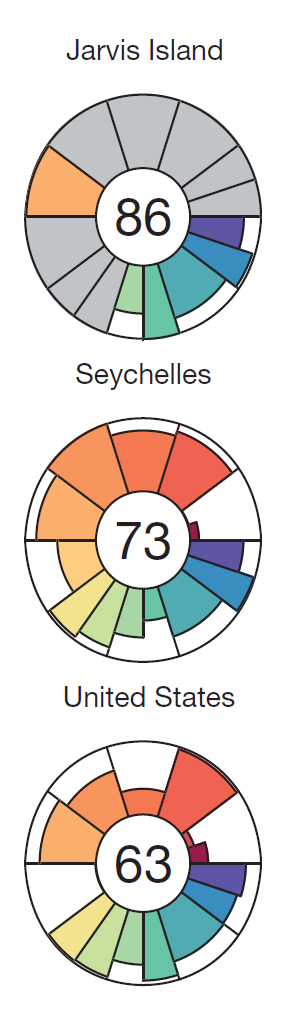 Jarvis Island
86
Seychelles
73
United States
63